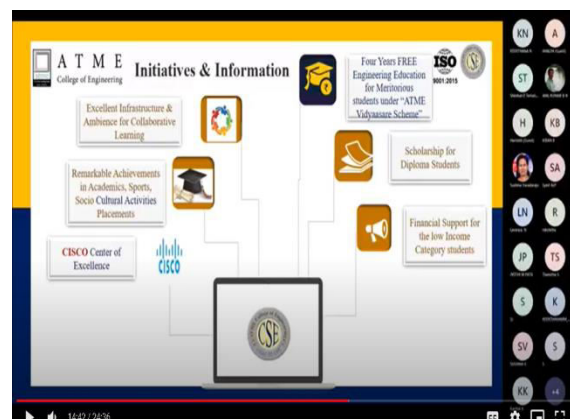 A T M E
College of Engineering
Initiatives & Information
ISO
9001:2015
Excellent Infrastructure &
Ambience for Collaborative
Learning
Four Years FREE
Engineering Education
for Meritorious
students under "ATME
Vidyaasare Scheme"
Remarkable Achievements
in Academics, Sports,
Socio Cultural Activities
Placements
Scholarship for
Diploma Students
CISCO Center of
Excellence
CISCO
Financial Support for
the low Income
Category students
CSE
KN
A
ST
H
KB
SA
LN
R
JP
TS
S
K
SV
S
KK
+4
14:42 / 24:36